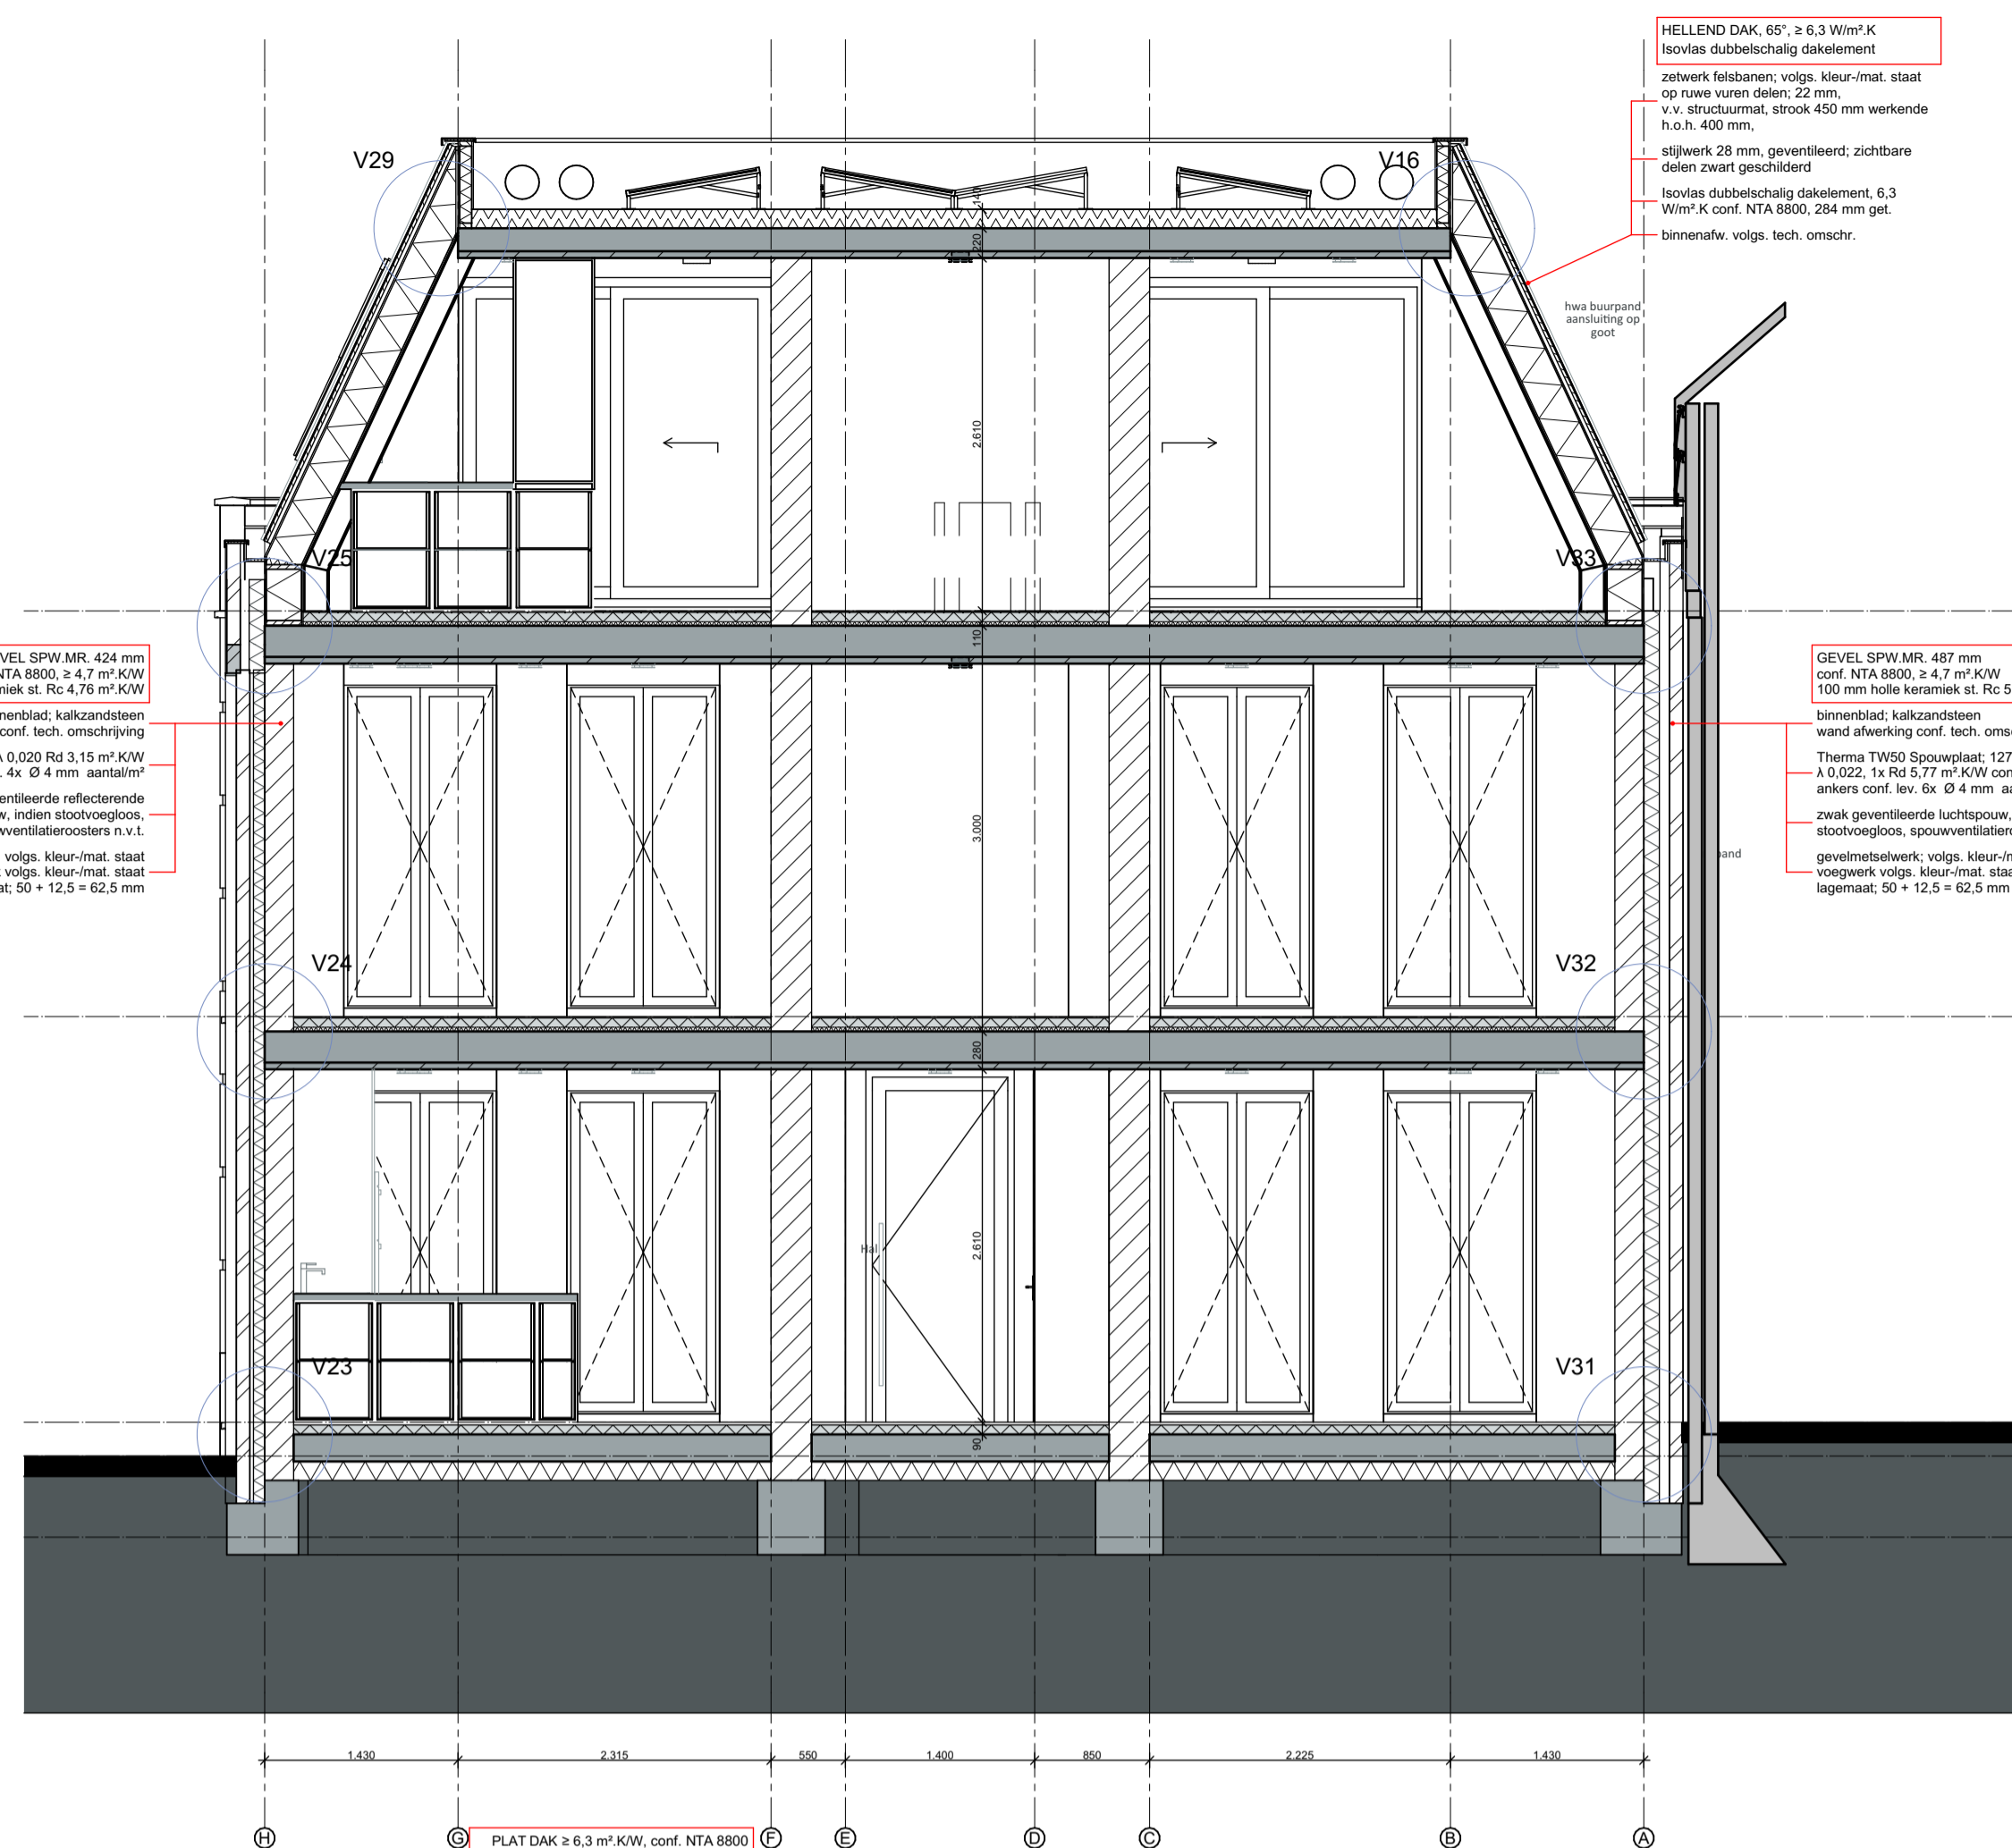 HELLEND DAK, 65°, ≥ 6,3 W/m².K
Isovlas dubbelschalig dakelement
zetwerk felsbanen; volgs. kleur-/mat. staat
op ruwe vuren delen; 22 mm,
v.v. structuurmat, strook 450 mm werkende
h.o.h. 400 mm,
stijlwerk 28 mm, geventileerd; zichtbare
delen zwart geschilderd
Isovlas dubbelschalig dakelement, 6,3
W/m².K conf. NTA 8800, 284 mm get.
binnenafw. volgs. tech. omschr.
V29
V16
140
220
hwa buurpand
aansluiting op
goot
2.610
V25
V33
110
VEL SPW.MR. 424 mm
NTA 8800, ≥ 4,7 m².K/W
miek st. Rc 4,76 m².K/W
nenblad; kalkzandsteen
conf. tech. omschrijving
λ 0,020 Rd 3,15 m².K/W
. 4x Ø 4 mm aantal/m²
entileerde reflecterende
w, indien stootvoegloos,
wventilatieroosters n.v.t.
volgs. kleur-/mat. staat
volgs. kleur-/mat. staat
at; 50 + 12,5 = 62,5 mm
GEVEL SPW.MR. 487 mm
conf. NTA 8800, ≥ 4,7 m².K/W
100 mm holle keramiek st. Rc 5
binnenblad; kalkzandsteen
wand afwerking conf. tech. oms
Therma TW50 Spouwplaat; 127
λ 0,022, 1x Rd 5,77 m².K/W con
ankers conf. lev. 6x Ø 4 mm aa
zwak geventileerde luchtspouw,
stootvoegloos, spouwventilatiero
gevelmetselwerk; volgs. kleur-/m
voegwerk volgs. kleur-/mat. staa
lagemaat; 50 + 12,5 = 62,5 mm
and
3.000
V24
V32
280
Hal
2.610
V23
V31
90
1.430
2.315
550
1.400
850
2.225
1.430
H
G
PLAT DAK ≥ 6,3 m².K/W, conf. NTA 8800
F
E
D
C
B
A